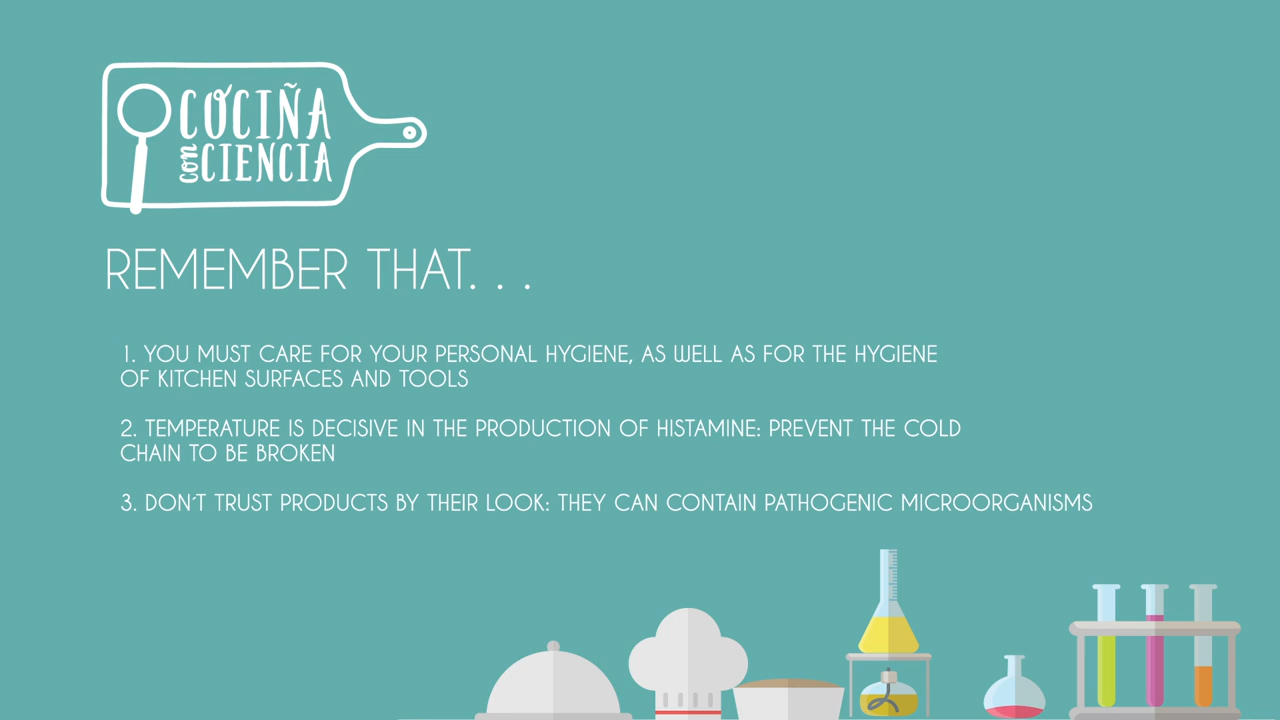 COCIÑA
con CIENCIA
REMEMBER THAT. . .
1. YOU MUST CARE FOR YOUR PERSONAL HYGIENE, AS WELL AS FOR THE HYGIENE
OF KITCHEN SURFACES AND TOOLS
2. TEMPERATURE IS DECISIVE IN THE PRODUCTION OF HISTAMINE: PREVENT THE COLD
CHAIN TO BE BROKEN
3. DON´T TRUST PRODUCTS BY THEIR LOOK: THEY CAN CONTAIN PATHOGENIC MICROORGANISMS